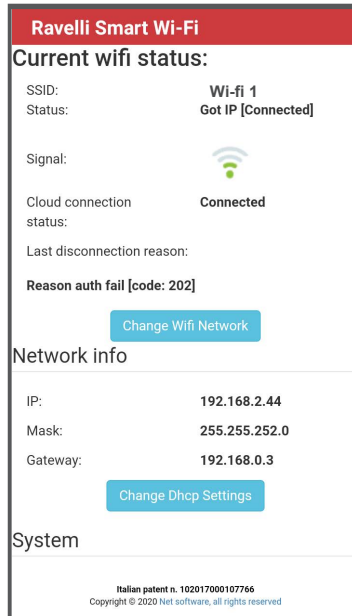 Ravelli Smart Wi-Fi
Current wifi status:
SSID: Wi-fi 1
Status: Got IP [Connected]
Signal:
Cloud connection status: Connected
Last disconnection reason:
Reason auth fail [code: 202]
Change Wifi Network
Network info
IP: 192.168.2.44
Mask: 255.255.252.0
Gateway: 192.168.0.3
Change Dhcp Settings
System
Italian patent n. 102017000107766
Copyright © 2020 Net software, all rights reserved